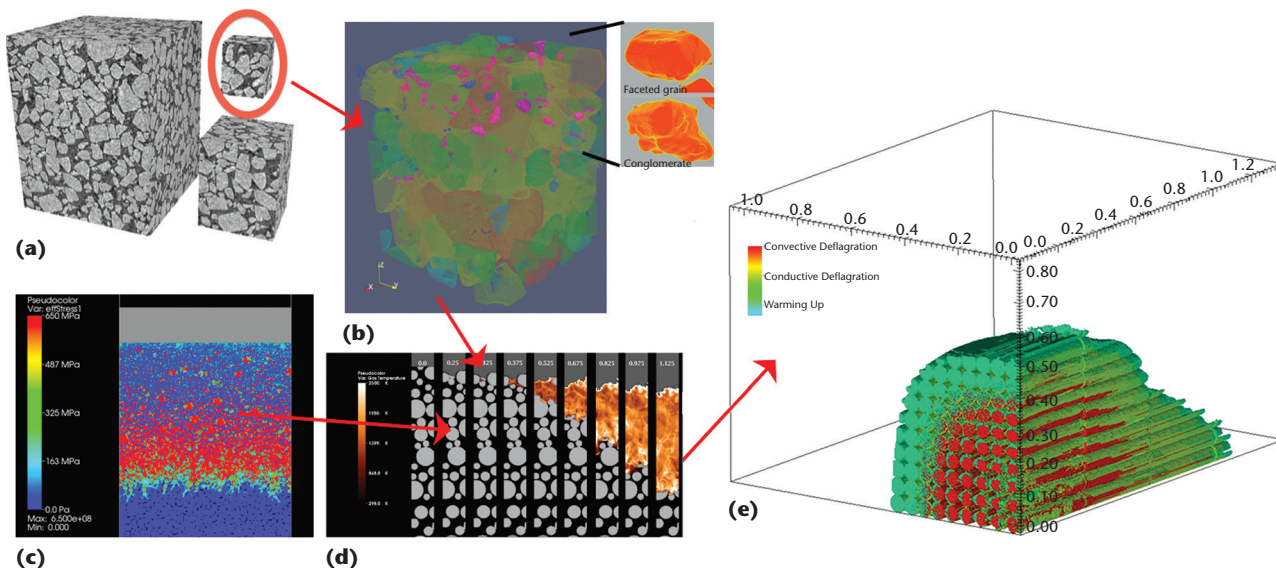 (a)
Faceted grain
Conglomerate
Z
X
Y
(b)
Pseudocolor
Var: effStress1
650 MPa
487 MPa
325 MPa
163 MPa
0.0 Pa
Max: 6.500e+08
Min: 0.000
(c)
Pseudocolor
Var: Gas Temperature
2500. K
298.0 K
0.0 0.25 0.375 0.525 0.675 0.825 0.975 1.125
(d)
1.0 0.8 0.6 0.4 0.2 0.0
0.0 0.2 0.4 0.6 0.8 1.0 1.2
Convective Deflagration
Conductive Deflagration
Warming Up
0.80
0.70
0.60
0.50
0.40
0.30
0.20
0.10
0.00
(e)